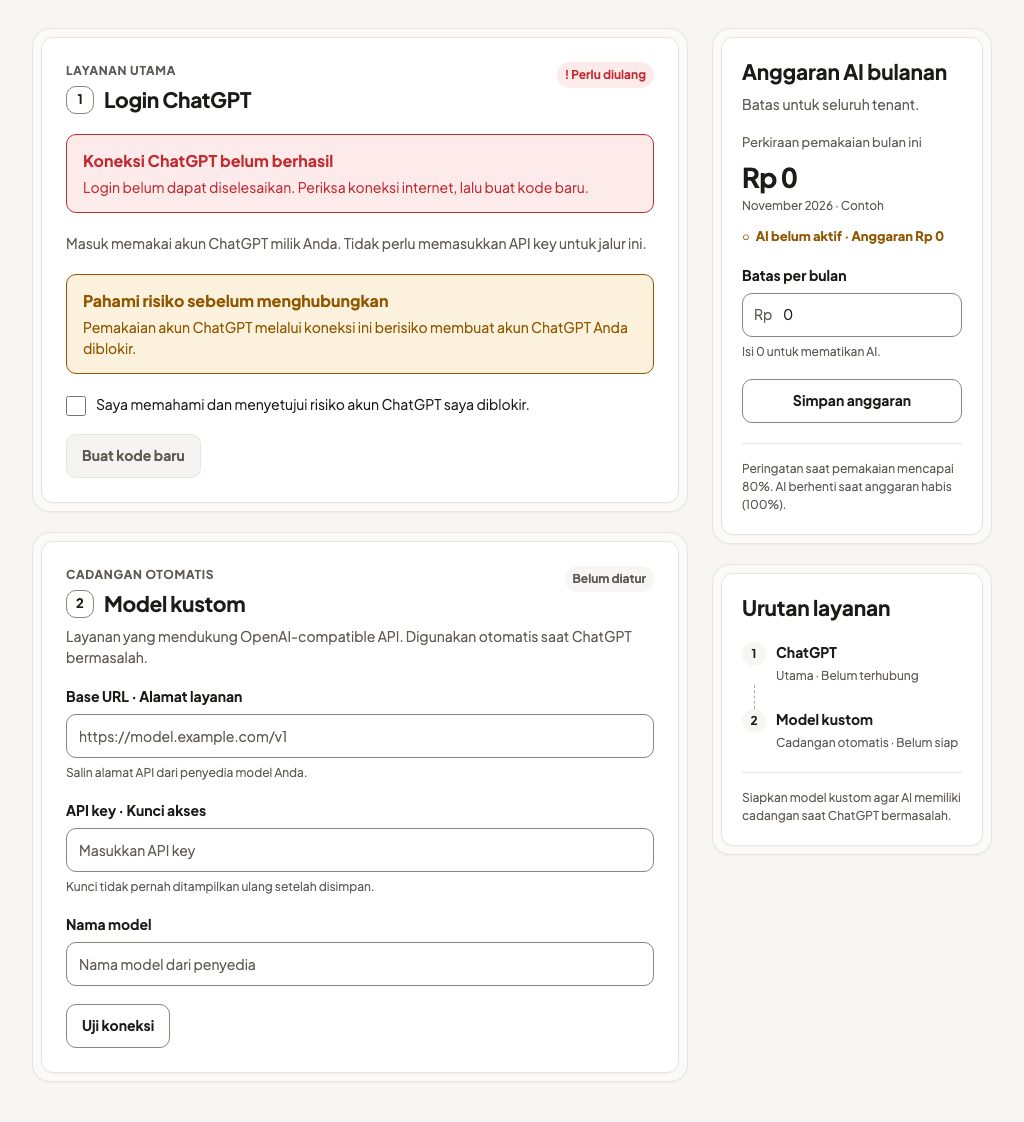 LAYANAN UTAMA
! Perlu diulang
1 Login ChatGPT
Koneksi ChatGPT belum berhasil
Login belum dapat diselesaikan. Periksa koneksi internet, lalu buat kode baru.
Masuk memakai akun ChatGPT milik Anda. Tidak perlu memasukkan API key untuk jalur ini.
Pahami risiko sebelum menghubungkan
Pemakaian akun ChatGPT melalui koneksi ini berisiko membuat akun ChatGPT Anda
diblokir.
Saya memahami dan menyetujui risiko akun ChatGPT saya diblokir.
Buat kode baru
CADANGAN OTOMATIS
Belum diatur
2 Model kustom
Layanan yang mendukung OpenAI-compatible API. Digunakan otomatis saat ChatGPT
bermasalah.
Base URL · Alamat layanan
https://model.example.com/v1
Salin alamat API dari penyedia model Anda.
API key · Kunci akses
Masukkan API key
Kunci tidak pernah ditampilkan ulang setelah disimpan.
Nama model
Nama model dari penyedia
Uji koneksi
Anggaran AI bulanan
Batas untuk seluruh tenant.
Perkiraan pemakaian bulan ini
Rp 0
November 2026 · Contoh
○ AI belum aktif · Anggaran Rp 0
Batas per bulan
Rp 0
Isi 0 untuk mematikan AI.
Simpan anggaran
Peringatan saat pemakaian mencapai
80%. AI berhenti saat anggaran habis
(100%).
Urutan layanan
1 ChatGPT
Utama · Belum terhubung
2 Model kustom
Cadangan otomatis · Belum siap
Siapkan model kustom agar AI memiliki
cadangan saat ChatGPT bermasalah.